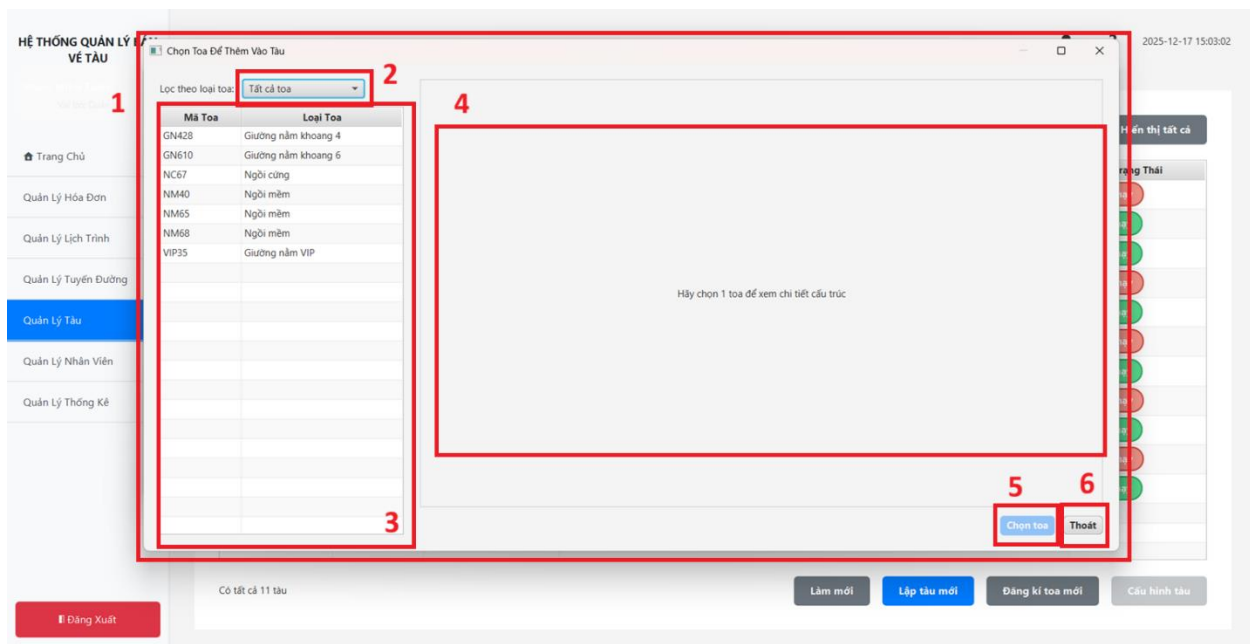 HỆ THỐNG QUẢN LÝ
VÉ TÀU
1
Trang Chủ
Quản Lý Hóa Đơn
Quản Lý Lịch Trình
Quản Lý Tuyến Đường
Quản Lý Tàu
Quản Lý Nhân Viên
Quản Lý Thống Kê
Đăng Xuất
Chọn Toa Để Thêm Vào Tàu
2025-12-17 15:03:02
Lọc theo loại toa: Tất cả toa
2
Mã Toa Loại Toa
GN428 Giường nằm khoang 4
GN610 Giường nằm khoang 6
NC67 Ngồi cứng
NM40 Ngồi mềm
NM65 Ngồi mềm
NM68 Ngồi mềm
VIP35 Giường nằm VIP
3
4
Hãy chọn 1 toa để xem chi tiết cấu trúc
5 6
Chọn toa Thoát
Hiển thị tất cả
Trạng Thái
Có tất cả 11 tàu
Làm mới Lập tàu mới Đăng kí toa mới Cấu hình tàu